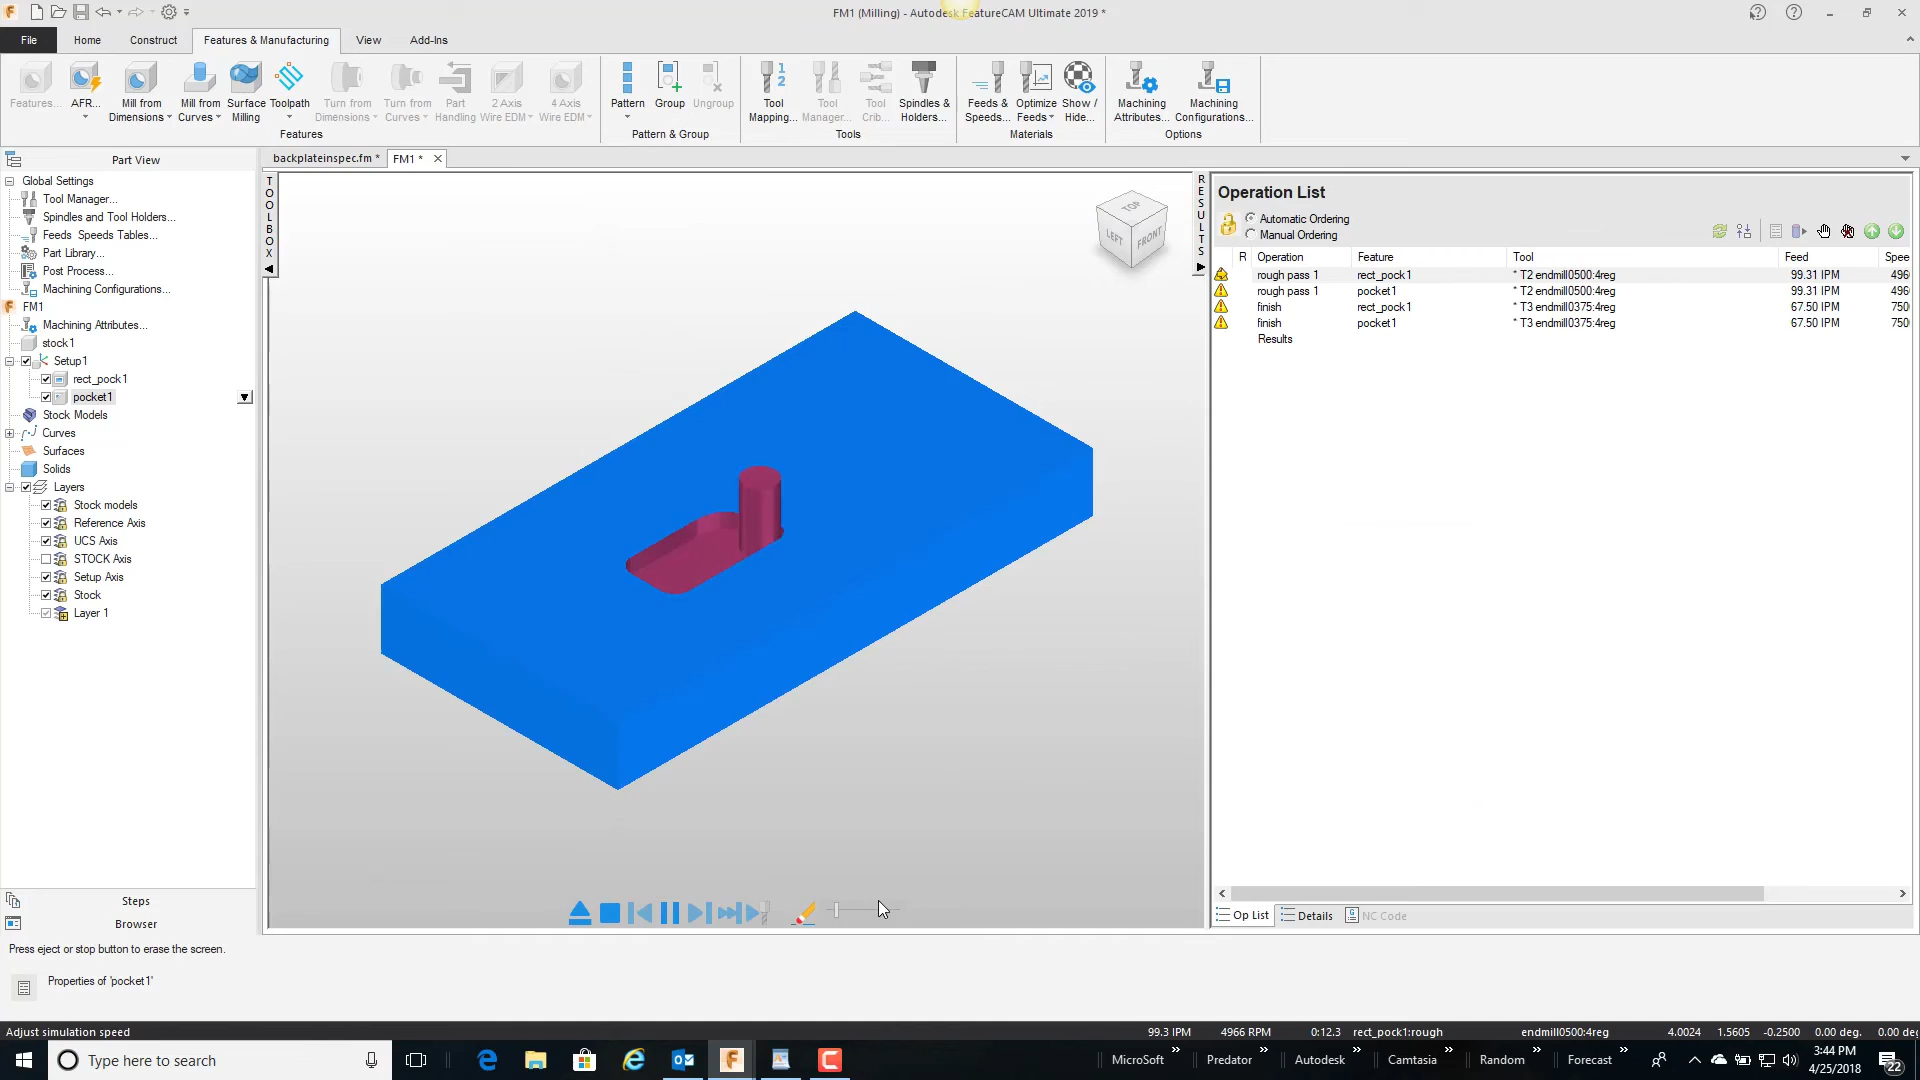 FM1 (Milling) - Autodesk FeatureCAM Ultimate 2019 *
File Home Construct Features & Manufacturing View Add-Ins
Features... AFR... Mill from Dimensions Mill from Curves Surface Milling Toolpath Turn from Dimensions Turn from Curves Part Handling 2 Axis Wire EDM 4 Axis Wire EDM Pattern Group Ungroup Tool Mapping... Tool Manager... Tool Crib... Spindles & Holders... Feeds & Speeds... Optimize Feeds Show / Hide... Machining Attributes... Machining Configurations...
Features Pattern & Group Tools Materials Options
Part View
backplateinspec.fm * FM1 *
Global Settings
Tool Manager...
Spindles and Tool Holders...
Feeds Speeds Tables...
Part Library...
Post Process...
Machining Configurations...
FM1
Machining Attributes...
stock1
Setup1
rect_pock1
pocket1
Stock Models
Curves
Surfaces
Solids
Layers
Stock models
Reference Axis
UCS Axis
STOCK Axis
Setup Axis
Stock
Layer 1
Steps
Browser
TOOLBOX
TOP
LEFT FRONT
RESULTS
Operation List
Automatic Ordering
Manual Ordering
R Operation Feature Tool Feed Spee
rough pass 1 rect_pock1 * T2 endmill0500:4reg 99.31 IPM 496
rough pass 1 pocket1 * T2 endmill0500:4reg 99.31 IPM 496
finish rect_pock1 * T3 endmill0375:4reg 67.50 IPM 750
finish pocket1 * T3 endmill0375:4reg 67.50 IPM 750
Results
Op List Details NC Code
Press eject or stop button to erase the screen.
Properties of 'pocket1'
Adjust simulation speed 99.3 IPM 4966 RPM 0:12.3 rect_pock1:rough endmill0500:4reg 4.0024 1.5605 -0.2500 0.00 deg. 0.00 deg
Type here to search MicroSoft Predator Autodesk Camtasia Random Forecast 3:44 PM
4/25/2018 22